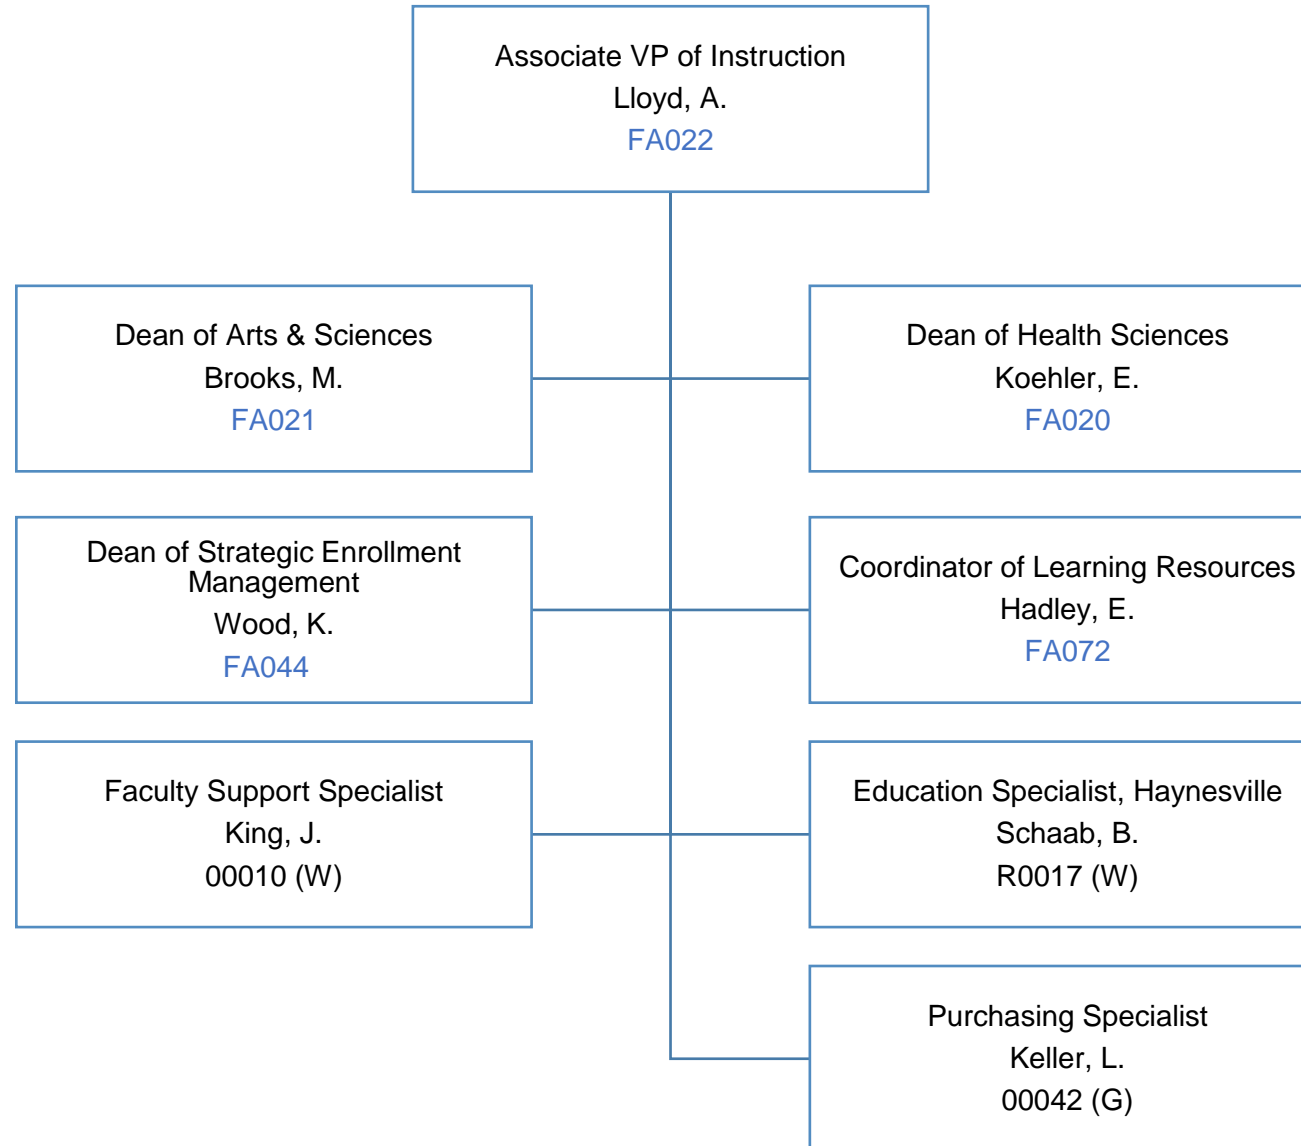 Associate VP of Instruction
Lloyd, A.
FA022
Dean of Arts & Sciences
Brooks, M.
FA021
Dean of Health Sciences
Koehler, E.
FA020
Dean of Strategic Enrollment
Management
Wood, K.
FA044
Coordinator of Learning Resources
Hadley, E.
FA072
Faculty Support Specialist
King, J.
00010 (W)
Education Specialist, Haynesville
Schaab, B.
R0017 (W)
Purchasing Specialist
Keller, L.
00042 (G)